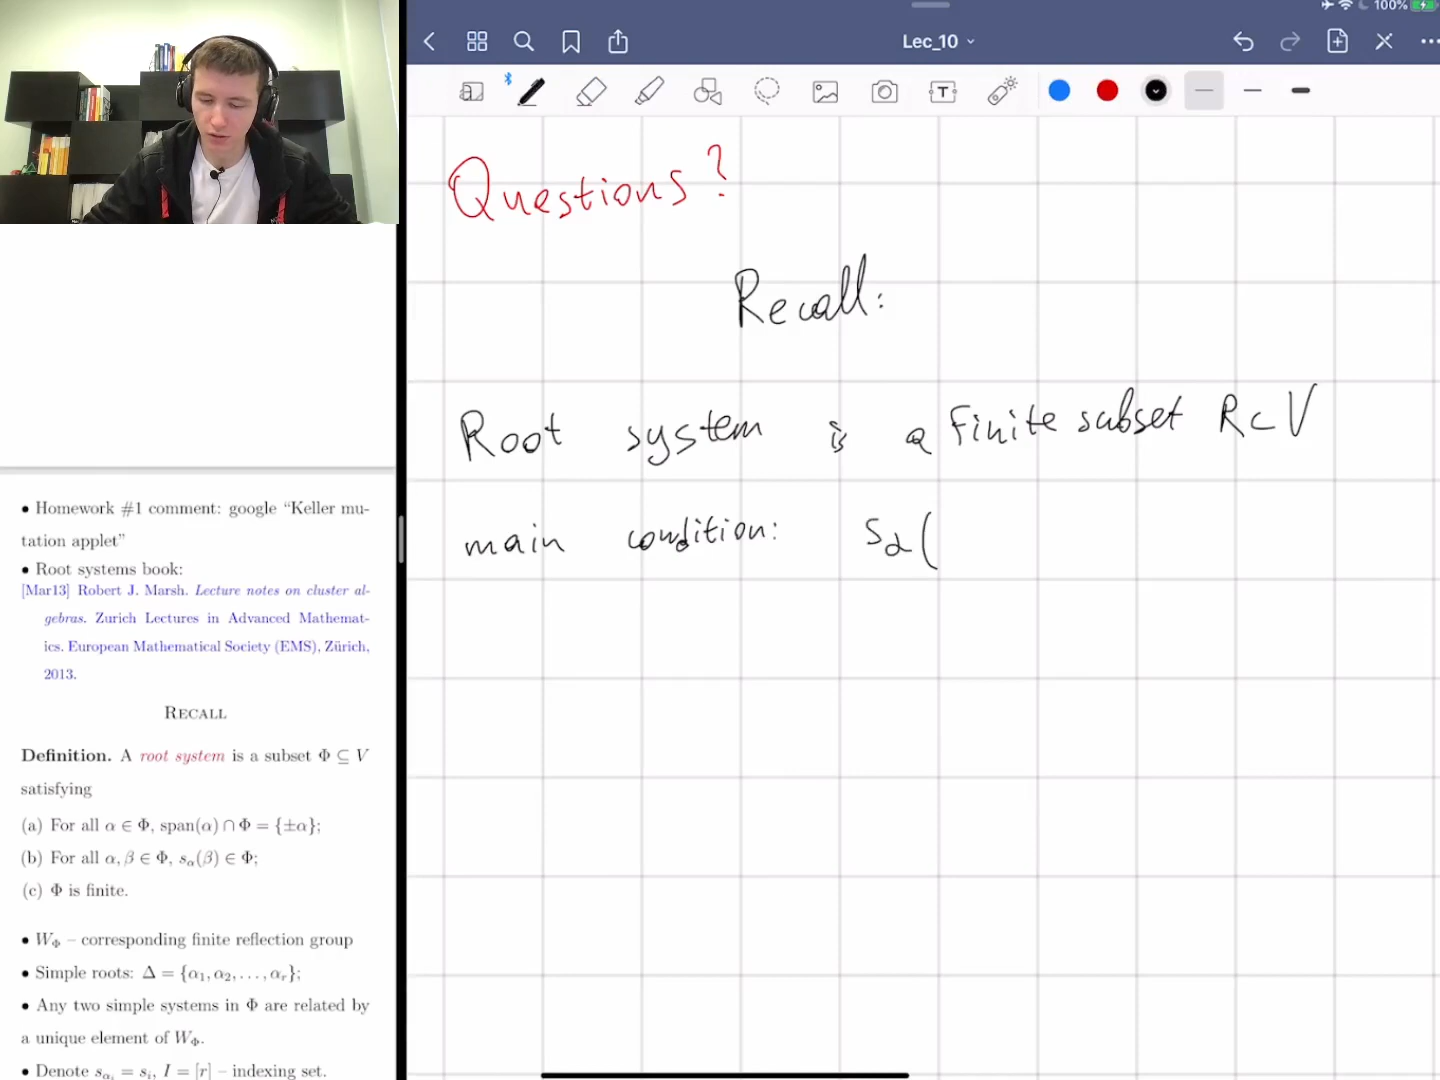 100%
Lec_10
T
Questions?
Recall:
Root system is a finite subset R⊂V
main condition: Sα(
• Homework #1 comment: google “Keller mu-
tation applet”
• Root systems book:
[Mar13] Robert J. Marsh. Lecture notes on cluster al-
gebras. Zurich Lectures in Advanced Mathemat-
ics. European Mathematical Society (EMS), Zürich,
2013.
RECALL
Definition. A root system is a subset Φ ⊆ V
satisfying
(a) For all α ∈ Φ, span(α) ∩ Φ = {±α};
(b) For all α, β ∈ Φ, sα(β) ∈ Φ;
(c) Φ is finite.
• WΦ – corresponding finite reflection group
• Simple roots: Δ = {α1, α2, . . . , αr};
• Any two simple systems in Φ are related by
a unique element of WΦ.
• Denote sαi = si, I = [r] – indexing set.